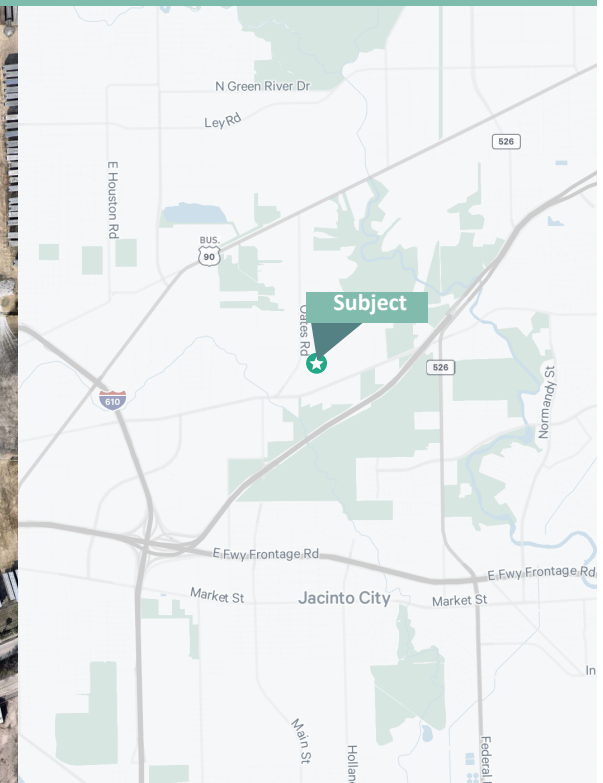 N Green River Dr
Ley Rd
526
E Houston Rd
BUS.
90
Subject
Oates Rd
526
610
Normandy St
E Fwy Frontage Rd
E Fwy Frontage Rd
Market St
Jacinto City
Market St
Main St